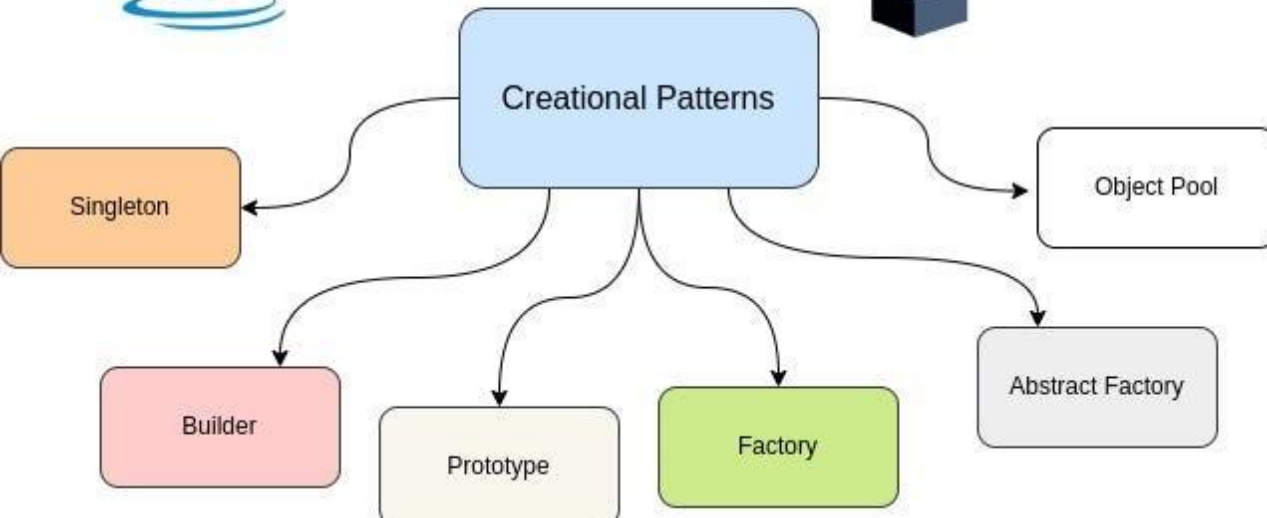 Creational Patterns
Singleton
Object Pool
Builder
Prototype
Factory
Abstract Factory